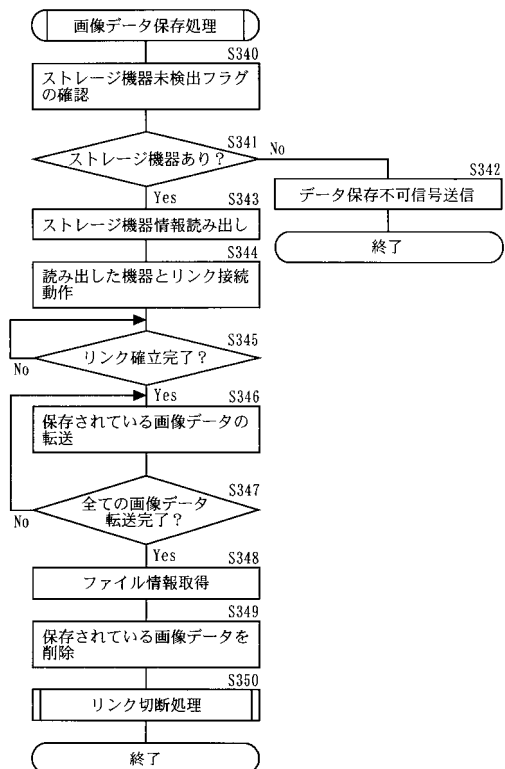 画像データ保存処理
S340
ストレージ機器未検出フラグ
の確認
S341
ストレージ機器あり？
No
S342
データ保存不可信号送信
終了
Yes
S343
ストレージ機器情報読み出し
S344
読み出した機器とリンク接続
動作
S345
リンク確立完了？
No
Yes
S346
保存されている画像データの
転送
S347
全ての画像データ
転送完了？
No
Yes
S348
ファイル情報取得
S349
保存されている画像データを
削除
S350
リンク切断処理
終了